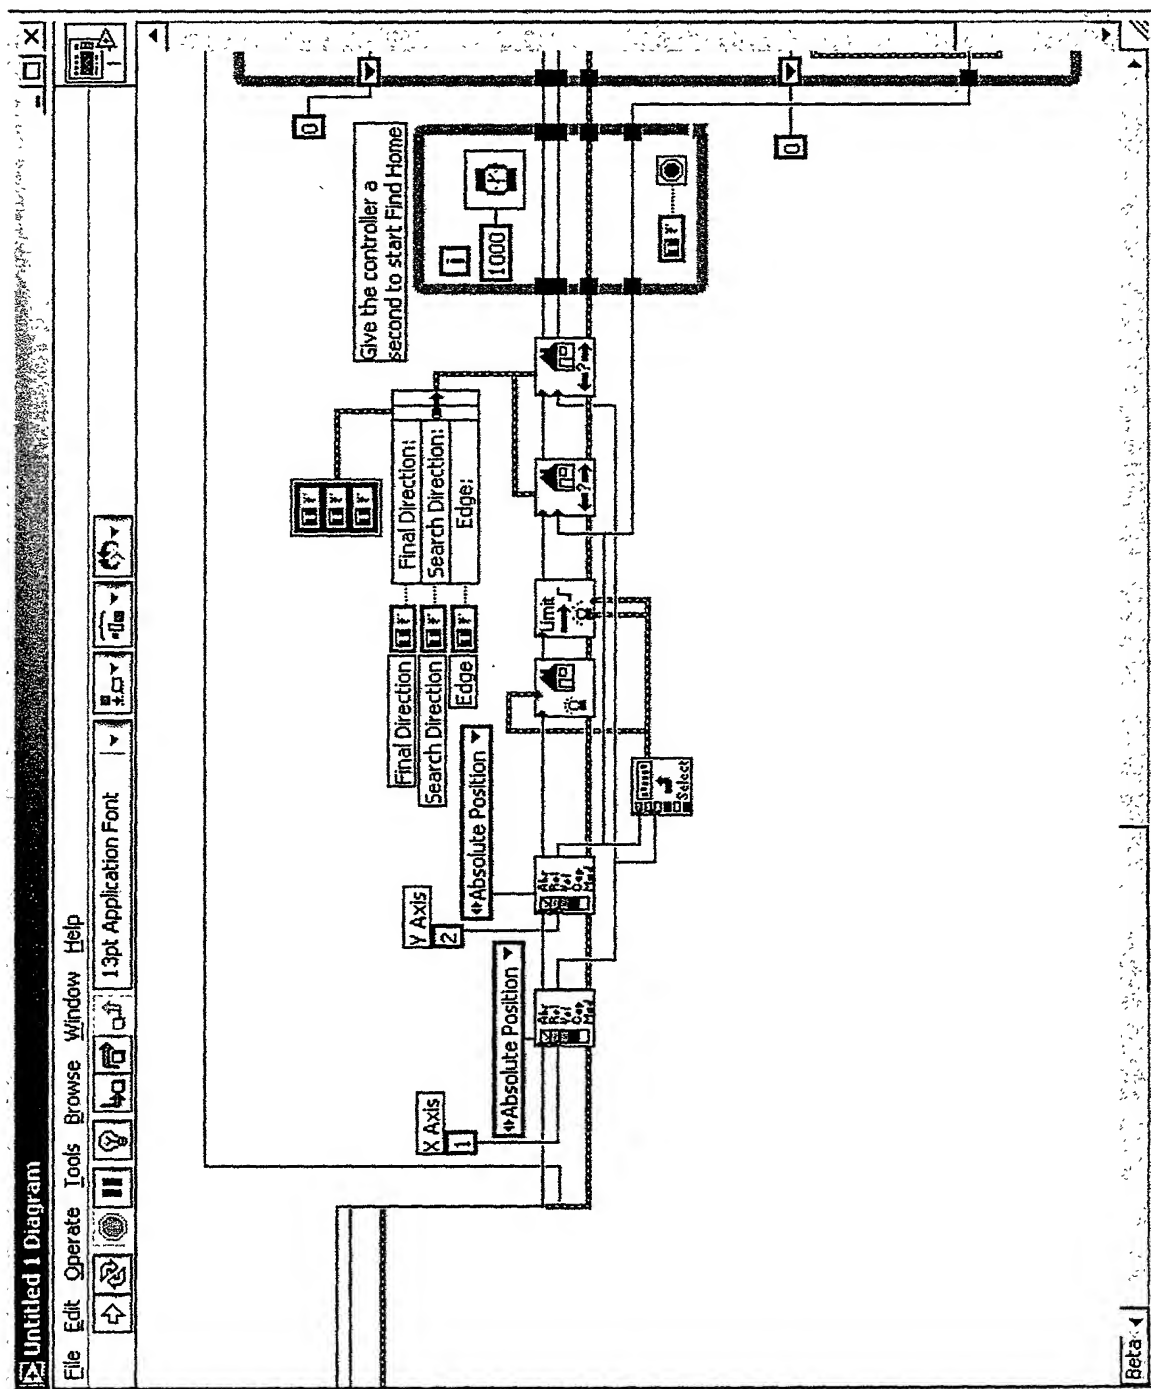 Untitled 1 Diagram
File Edit Operate Tools Browse Window Help
13pt Application Font
0
Give the controller a
second to start Find Home
i
1000
Final Direction:
Search Direction:
Edge:
Final Direction
Search Direction
Edge
Absolute Position
Y Axis
2
Absolute Position
X Axis
1
Limit
Select
0
Beta